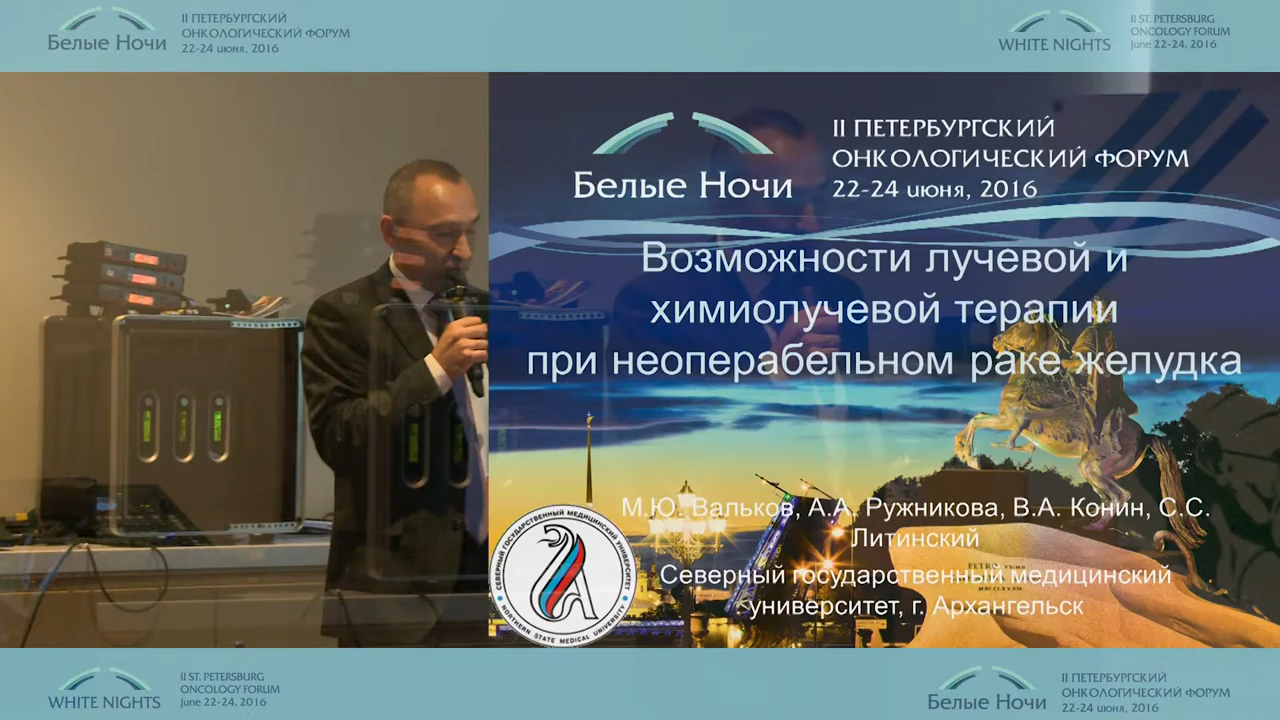 Белые Ночи
II ПЕТЕРБУРГСКИЙ
ОНКОЛОГИЧЕСКИЙ ФОРУМ
22-24 июня, 2016
WHITE NIGHTS
II ST. PETERSBURG
ONCOLOGY FORUM
June 22-24, 2016
Белые Ночи
II ПЕТЕРБУРГСКИЙ
ОНКОЛОГИЧЕСКИЙ ФОРУМ
22-24 июня, 2016
Возможности лучевой и
химиолучевой терапии
при неоперабельном раке желудка
М.Ю. Вальков, А.А. Ружникова, В.А. Конин, С.С.
Литинский
Северный государственный медицинский
университет, г. Архангельск
СЕВЕРНЫЙ ГОСУДАРСТВЕННЫЙ МЕДИЦИНСКИЙ УНИВЕРСИТЕТ
NORTHERN STATE MEDICAL UNIVERSITY
PETRO
WHITE NIGHTS
II ST. PETERSBURG
ONCOLOGY FORUM
June 22-24, 2016
Белые Ночи
II ПЕТЕРБУРГСКИЙ
ОНКОЛОГИЧЕСКИЙ ФОРУМ
22-24 июня, 2016